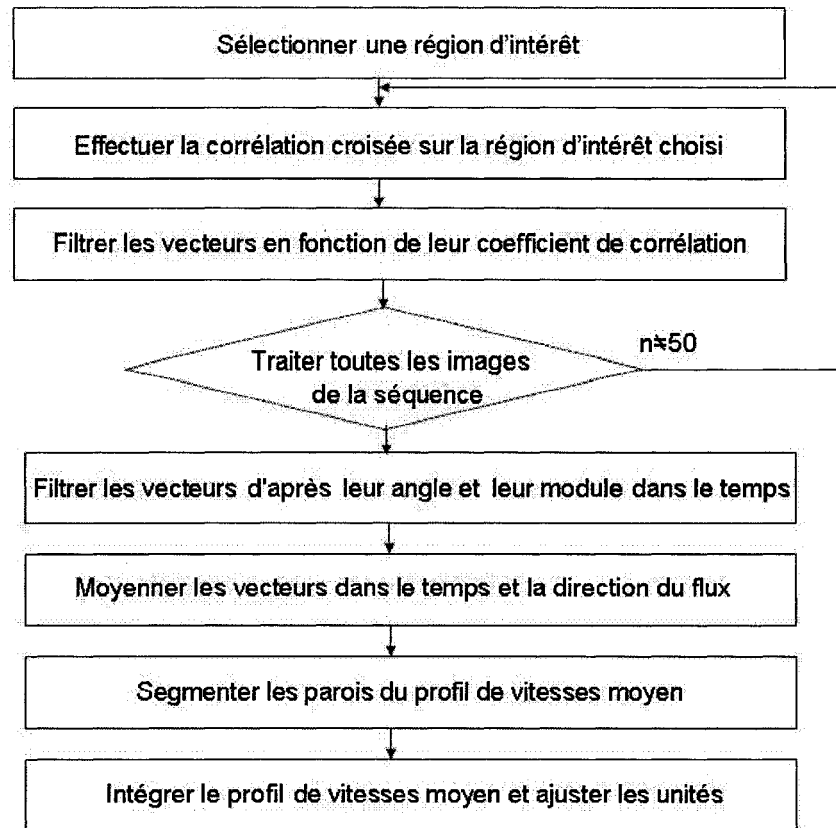 Sélectionner une région d'intérêt
Effectuer la corrélation croisée sur la région d'intérêt choisi
Filtrer les vecteurs en fonction de leur coefficient de corrélation
n≒50
Traiter toutes les images
de la séquence
Filtrer les vecteurs d'après leur angle et leur module dans le temps
Moyenner les vecteurs dans le temps et la direction du flux
Segmenter les parois du profil de vitesses moyen
Intégrer le profil de vitesses moyen et ajuster les unités